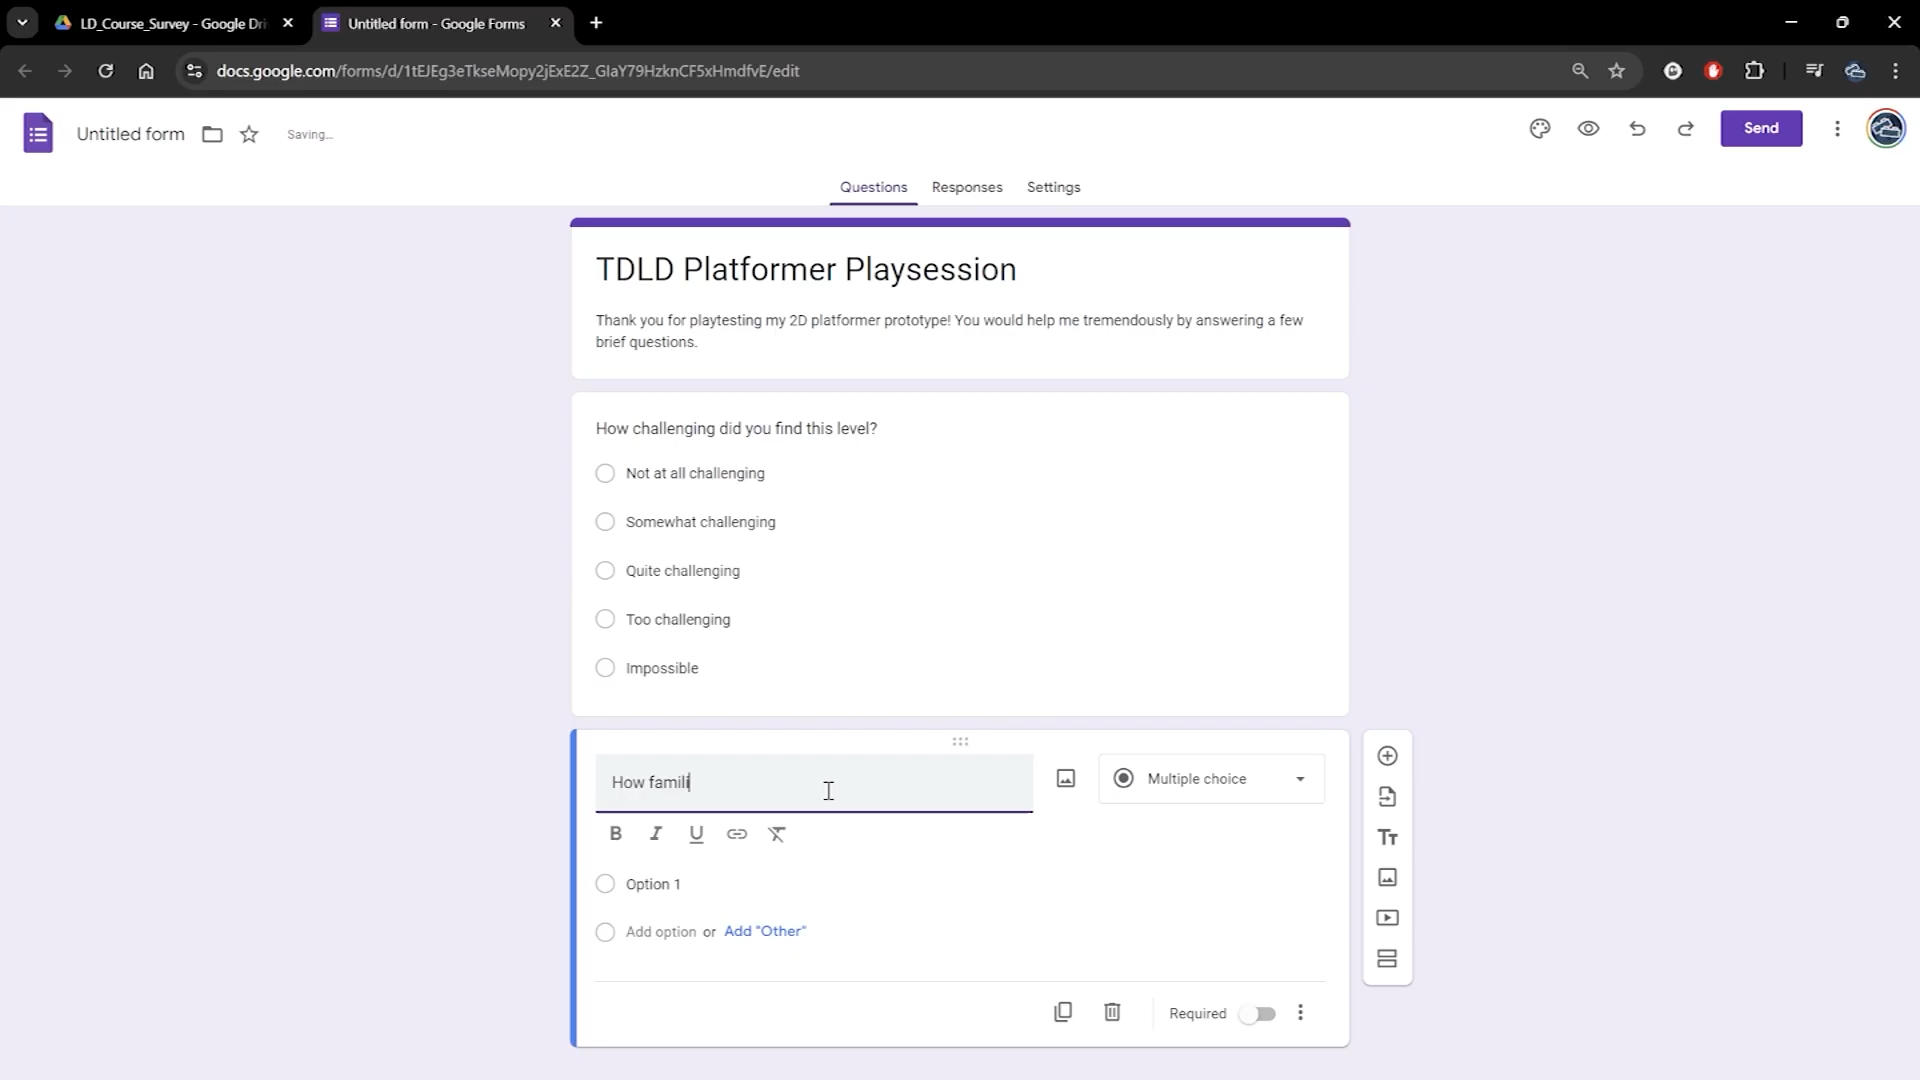 LD_Course_Survey - Google Dri
Untitled form - Google Forms
docs.google.com/forms/d/1tEJEg3eTkseMopy2jExE2Z_GIaY79HzknCF5xHmdfvE/edit
Untitled form
Saving...
Send
Questions
Responses
Settings
TDLD Platformer Playsession
Thank you for playtesting my 2D platformer prototype! You would help me tremendously by answering a few
brief questions.
How challenging did you find this level?
Not at all challenging
Somewhat challenging
Quite challenging
Too challenging
Impossible
How famili
Multiple choice
B I U
Option 1
Add option or Add "Other"
Tt
Required